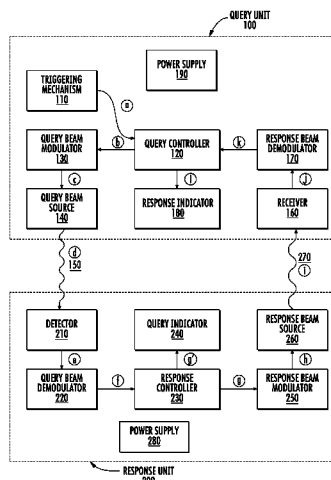 QUERY UNIT
100
POWER SUPPLY
190
TRIGGERING
MECHANISM
110
a
QUERY BEAM
MODULATOR
130
b
QUERY CONTROLLER
120
k
RESPONSE BEAM
DEMODULATOR
170
c
l
j
QUERY BEAM
SOURCE
140
RESPONSE INDICATOR
180
RECEIVER
160
d
150
270
i
DETECTOR
210
QUERY INDICATOR
240
RESPONSE BEAM
SOURCE
260
e
g'
h
QUERY BEAM
DEMODULATOR
220
f
RESPONSE
CONTROLLER
230
g
RESPONSE BEAM
MODULATOR
250
POWER SUPPLY
280
RESPONSE UNIT